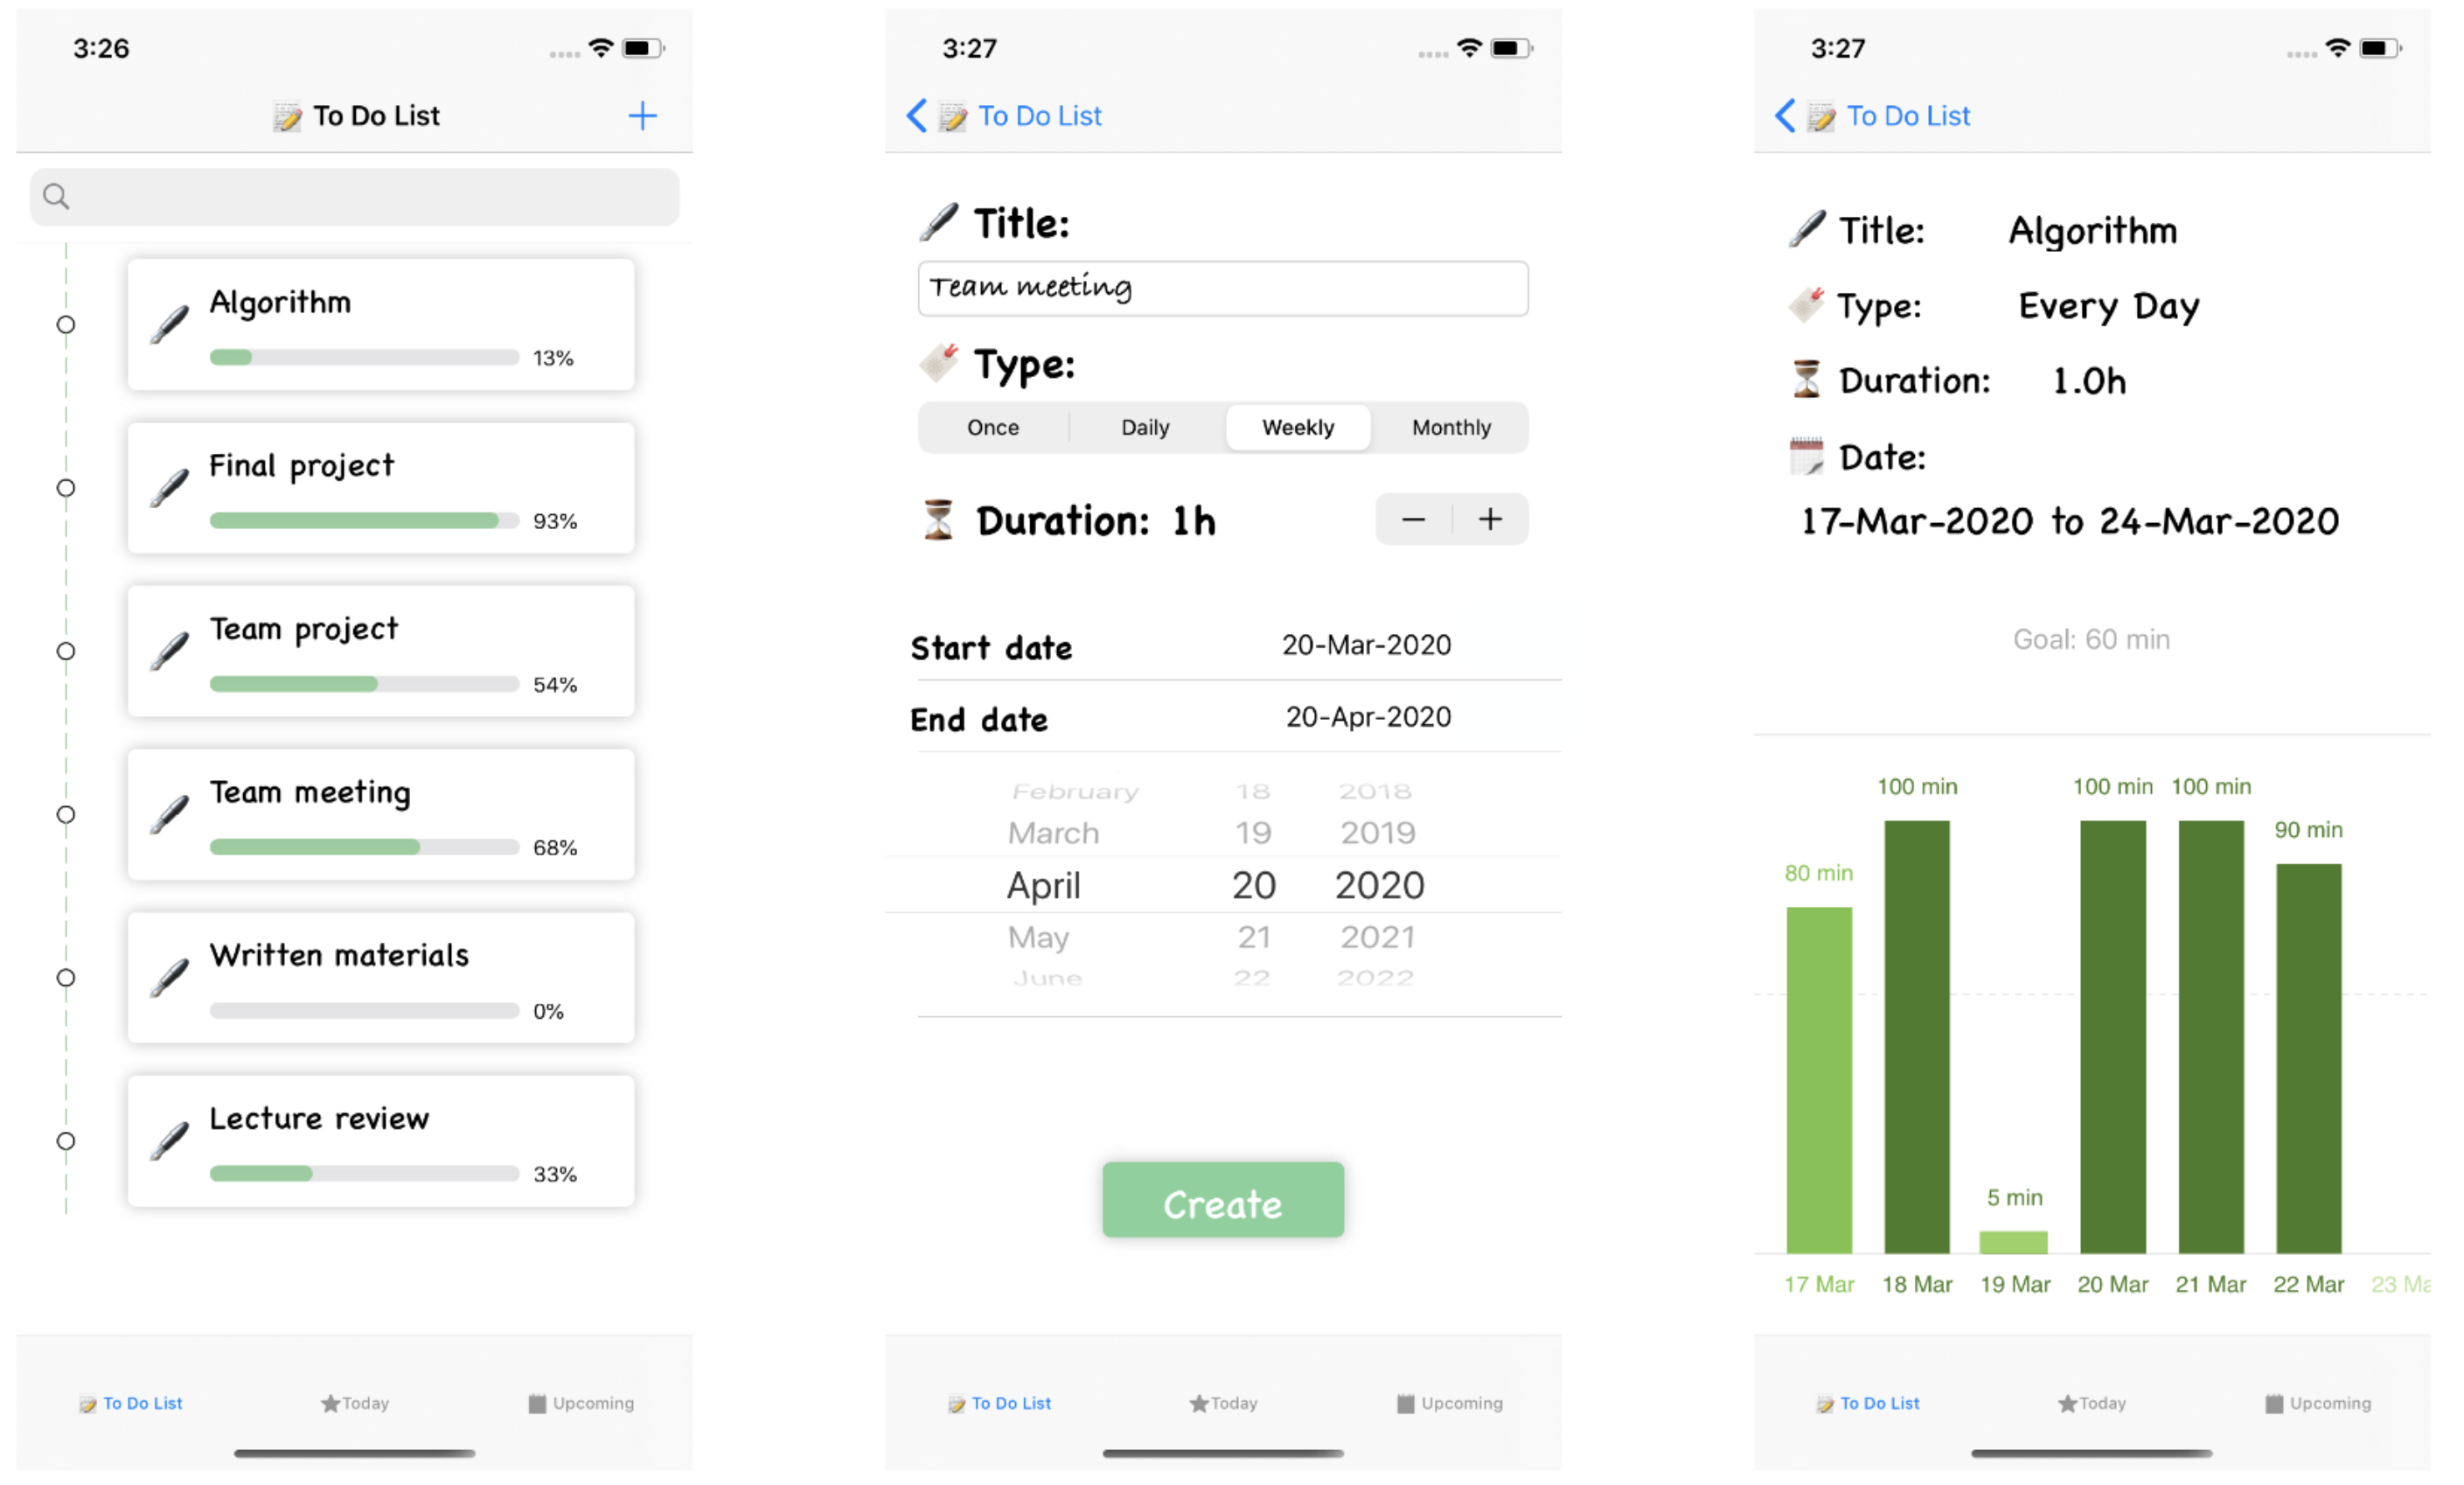 3:26
To Do List
+
Algorithm
13%
Final project
93%
Team project
54%
Team meeting
68%
Written materials
0%
Lecture review
33%
To Do List Today Upcoming
3:27
To Do List
Title:
Team meeting
Type:
Once Daily Weekly Monthly
Duration: 1h − +
Start date 20-Mar-2020
End date 20-Apr-2020
February 18 2018
March 19 2019
April 20 2020
May 21 2021
June 22 2022
Create
To Do List Today Upcoming
3:27
To Do List
Title: Algorithm
Type: Every Day
Duration: 1.0h
Date:
17-Mar-2020 to 24-Mar-2020
Goal: 60 min
100 min 100 min 100 min
90 min
80 min
5 min
17 Mar 18 Mar 19 Mar 20 Mar 21 Mar 22 Mar 23 Ma
To Do List Today Upcoming